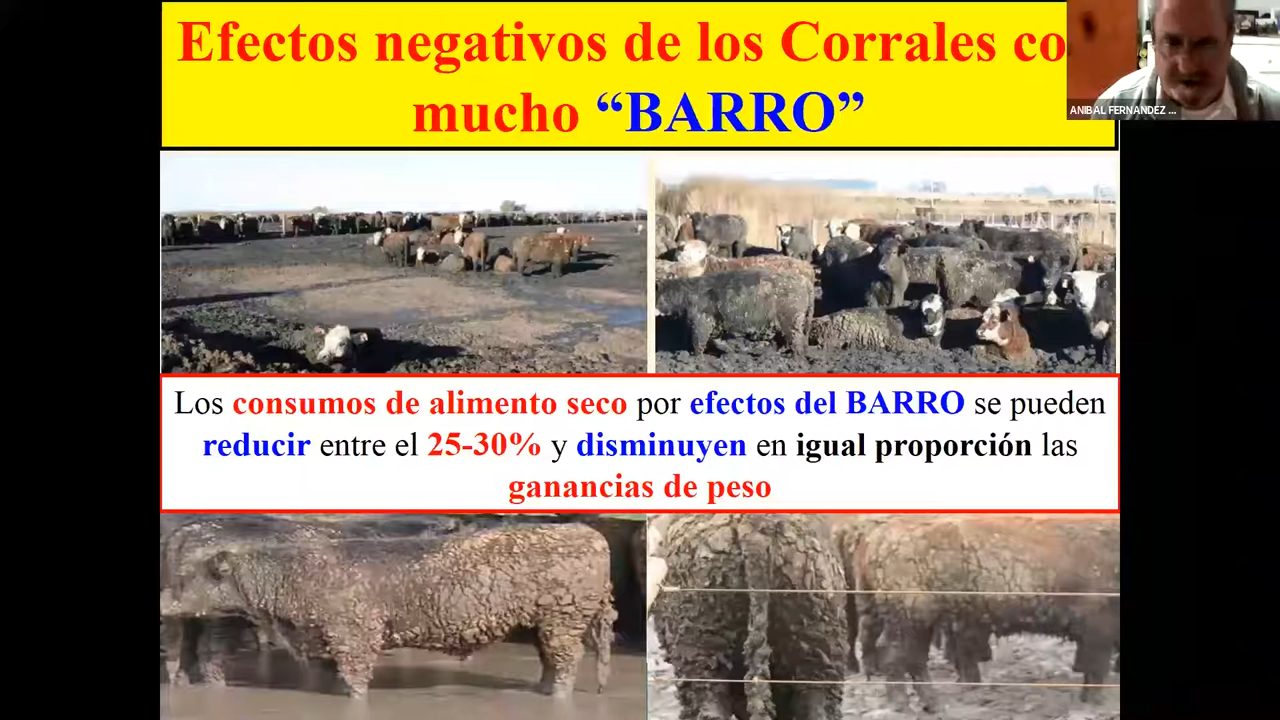 Efectos negativos de los Corrales co
mucho “BARRO”
ANIBAL FERNANDEZ ...
Los consumos de alimento seco por efectos del BARRO se pueden
reducir entre el 25-30% y disminuyen en igual proporción las
ganancias de peso